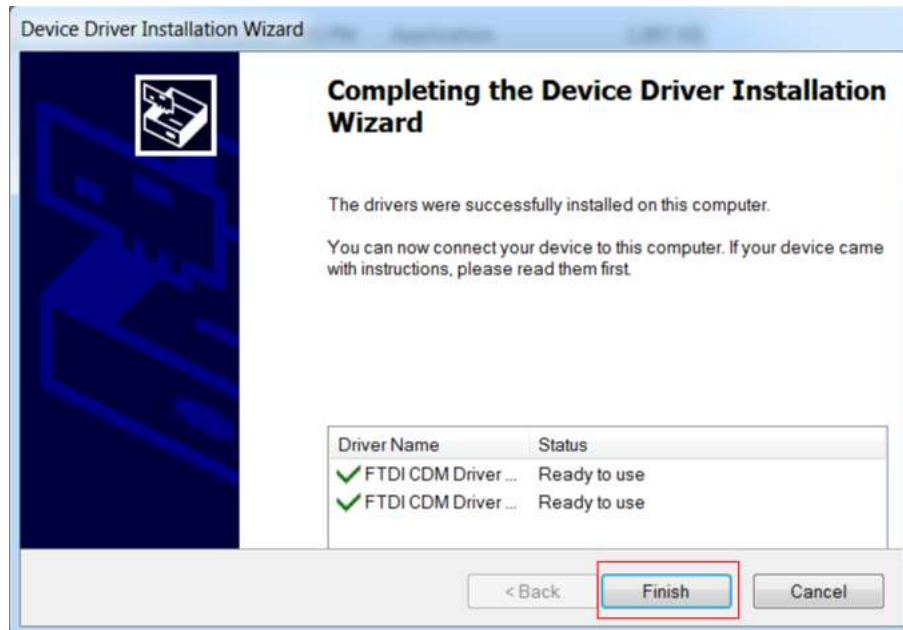 Device Driver Installation Wizard
Completing the Device Driver Installation
Wizard
The drivers were successfully installed on this computer.
You can now connect your device to this computer. If your device came
with instructions, please read them first.
Driver Name Status
FTDI CDM Driver ... Ready to use
FTDI CDM Driver ... Ready to use
< Back Finish Cancel